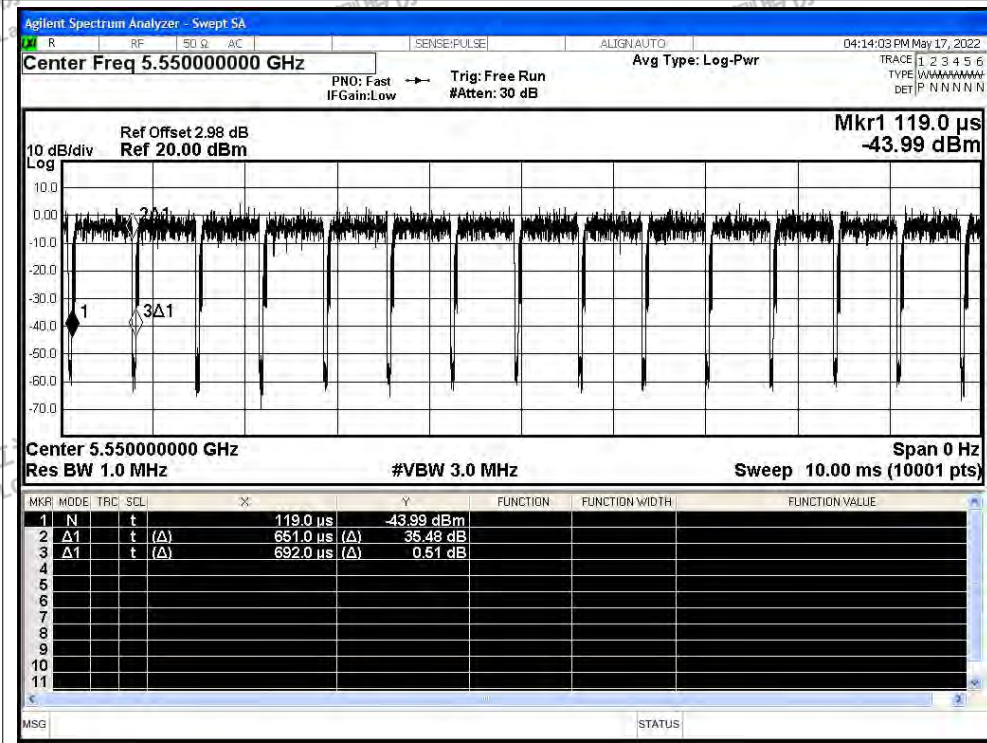 Agilent Spectrum Analyzer - Swept SA
R RF 50 Ω AC SENSE:PULSE ALIGN AUTO 04:14:03 PM May 17, 2022
Center Freq 5.550000000 GHz Avg Type: Log-Pwr TRACE 1 2 3 4 5 6
PNO: Fast Trig: Free Run TYPE
IFGain:Low #Atten: 30 dB DET P N N N N N
Mkr1 119.0 µs
Ref Offset 2.98 dB
10 dB/div Ref 20.00 dBm -43.99 dBm
Log
10.0
0.00
2Δ1
-10.0
-20.0
-30.0
1 3Δ1
-40.0
-50.0
-60.0
-70.0
Center 5.550000000 GHz Span 0 Hz
Res BW 1.0 MHz #VBW 3.0 MHz Sweep 10.00 ms (10001 pts)
MKR MODE TRC SCL X Y FUNCTION FUNCTION WIDTH FUNCTION VALUE
1 N t 119.0 µs -43.99 dBm
2 Δ1 t (Δ) 651.0 µs (Δ) 35.48 dB
3 Δ1 t (Δ) 692.0 µs (Δ) 0.51 dB
4
5
6
7
8
9
10
11
MSG STATUS